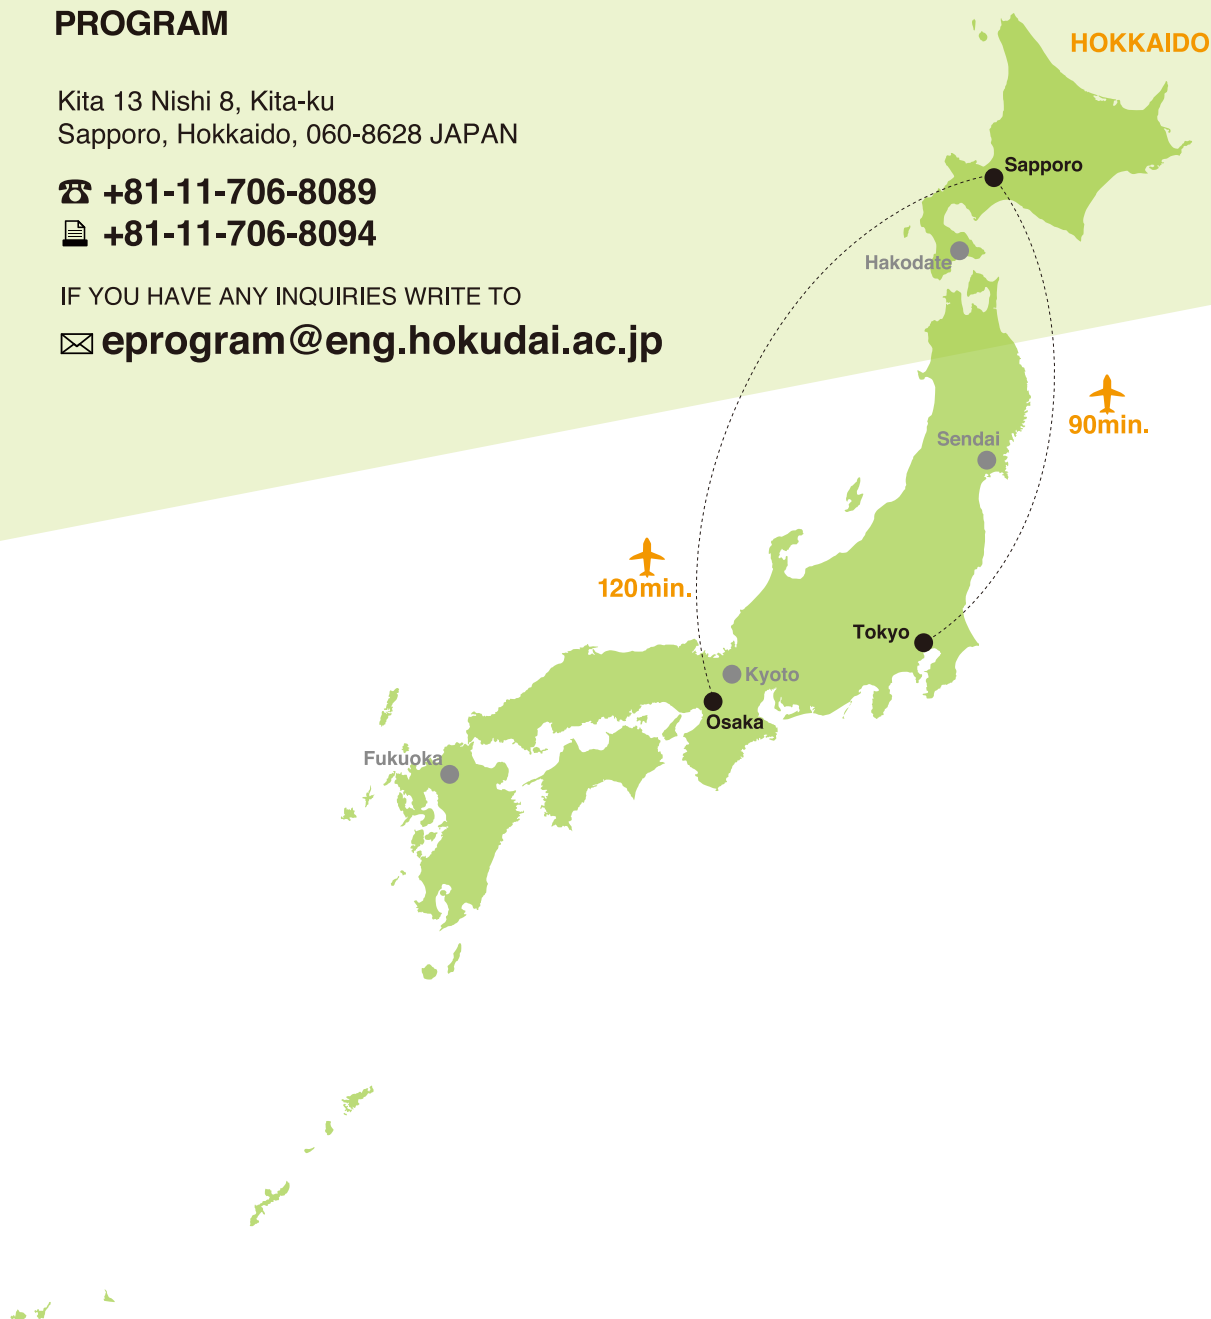 PROGRAM
Kita 13 Nishi 8, Kita-ku
Sapporo, Hokkaido, 060-8628 JAPAN
+81-11-706-8089
+81-11-706-8094
IF YOU HAVE ANY INQUIRIES WRITE TO
eprogram@eng.hokudai.ac.jp
HOKKAIDO
Sapporo
Hakodate
90min.
Sendai
120min.
Tokyo
Kyoto
Osaka
Fukuoka